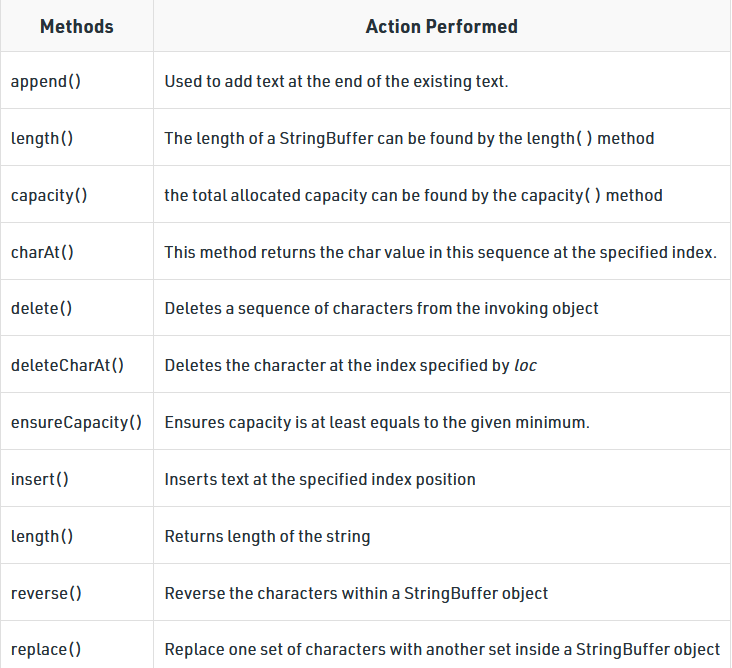 Methods Action Performed
append() Used to add text at the end of the existing text.
length() The length of a StringBuffer can be found by the length( ) method
capacity() the total allocated capacity can be found by the capacity( ) method
charAt() This method returns the char value in this sequence at the specified index.
delete() Deletes a sequence of characters from the invoking object
deleteCharAt() Deletes the character at the index specified by loc
ensureCapacity() Ensures capacity is at least equals to the given minimum.
insert() Inserts text at the specified index position
length() Returns length of the string
reverse() Reverse the characters within a StringBuffer object
replace() Replace one set of characters with another set inside a StringBuffer object